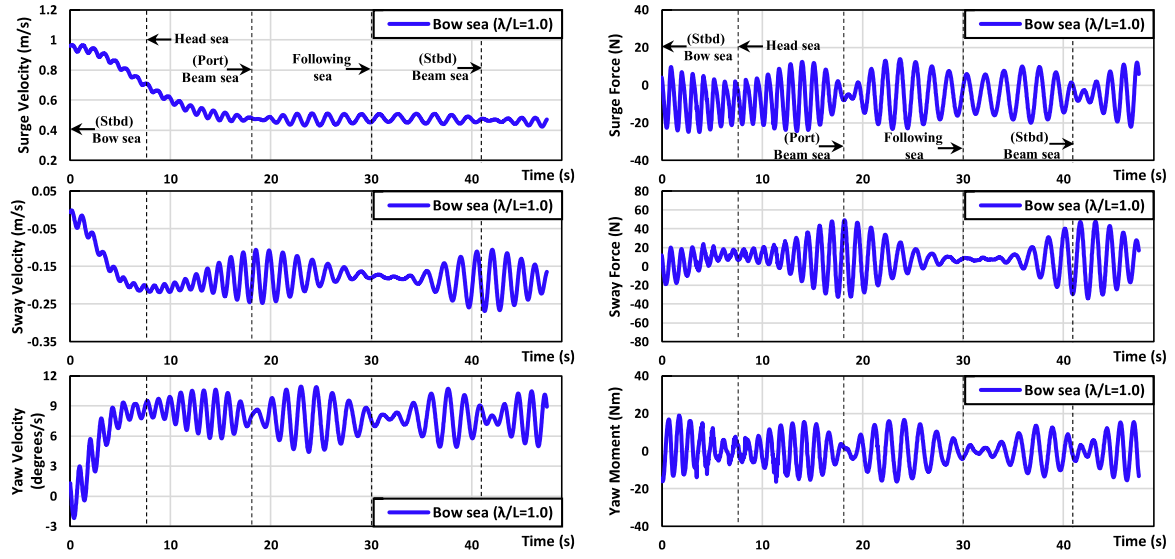 Surge Velocity (m/s)
1.2
1
0.8
0.6
0.4
0.2
Bow sea (λ/L=1.0)
Head sea
(Port)
Beam sea
Following
sea
(Stbd)
Beam sea
(Stbd)
Bow sea
0
10
20
30
40
Time (s)
Surge Force (N)
40
20
0
-20
-40
Bow sea (λ/L=1.0)
(Stbd)
Bow sea
Head sea
(Port)
Beam sea
Following
sea
(Stbd)
Beam sea
0
10
20
30
40
Time (s)
Sway Velocity (m/s)
0.05
-0.05
-0.15
-0.25
-0.35
Bow sea (λ/L=1.0)
0
10
20
30
40
Time (s)
Sway Force (N)
80
60
40
20
0
-20
-40
-60
-80
Bow sea (λ/L=1.0)
0
10
20
30
40
Time (s)
Yaw Velocity
(degrees/s)
12
9
6
3
0
-3
Bow sea (λ/L=1.0)
0
10
20
30
40
Time (s)
Yaw Moment (Nm)
40
20
0
-20
-40
Bow sea (λ/L=1.0)
0
10
20
30
40
Time (s)